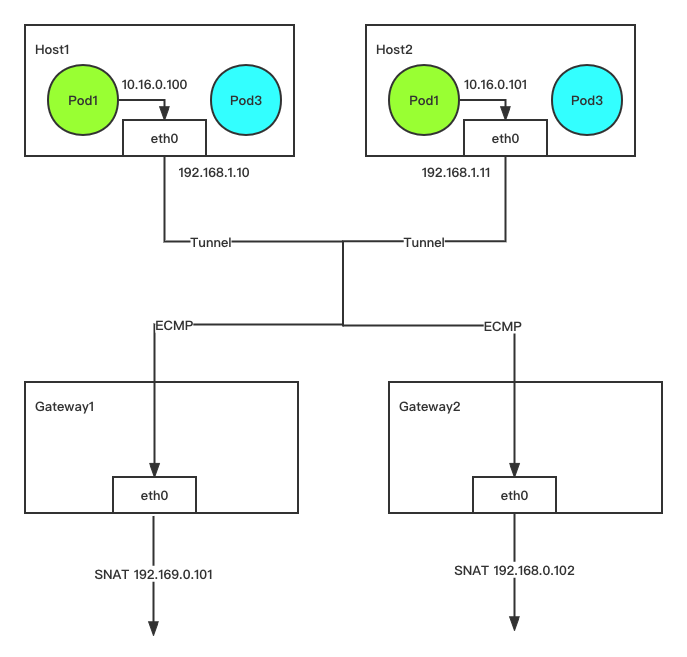 Host1
Host2
10.16.0.100
10.16.0.101
Pod1
Pod3
Pod1
Pod3
eth0
eth0
192.168.1.10
192.168.1.11
Tunnel
Tunnel
ECMP
ECMP
Gateway1
Gateway2
eth0
eth0
SNAT 192.169.0.101
SNAT 192.168.0.102